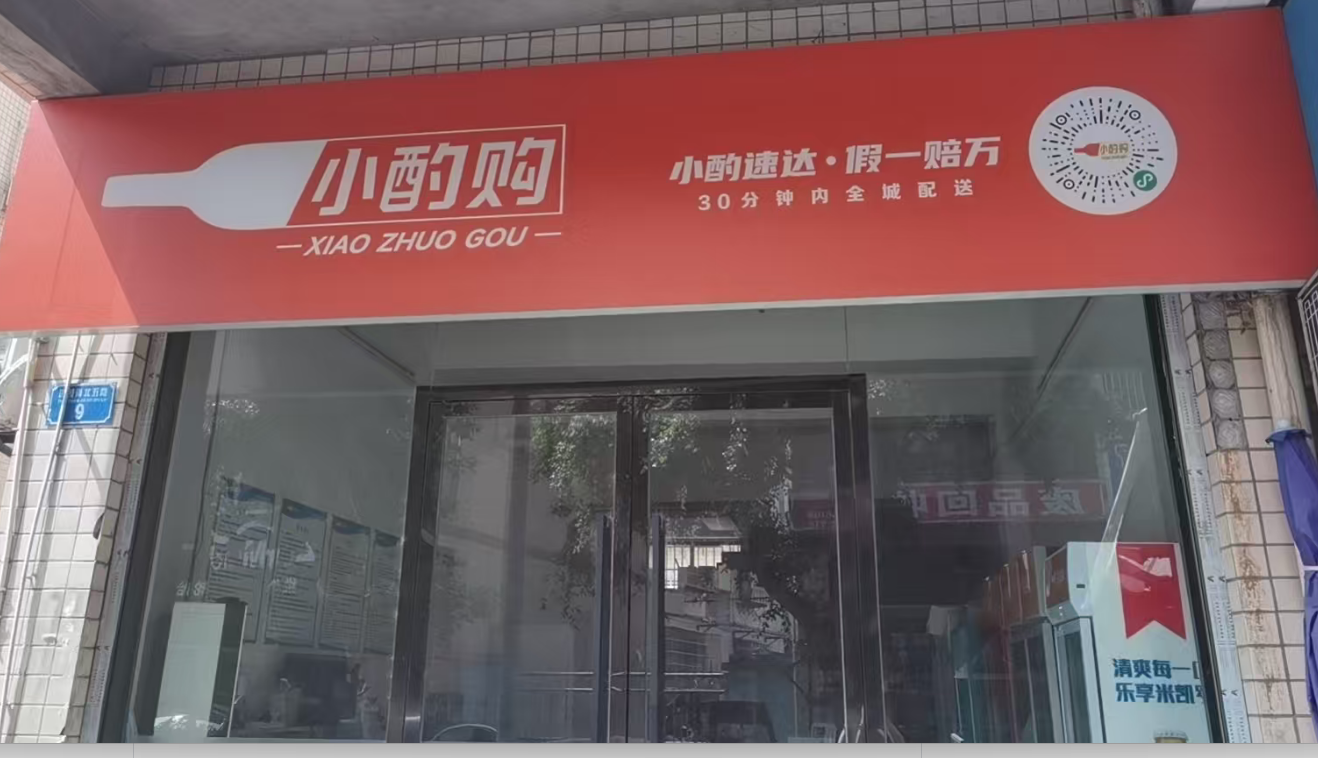 小酌购
XIAO ZHUO GOU
小酌速达·假一赔万
30分钟内全城配送
小酌购
9
废品回收
清爽每一口
乐享米凯罗